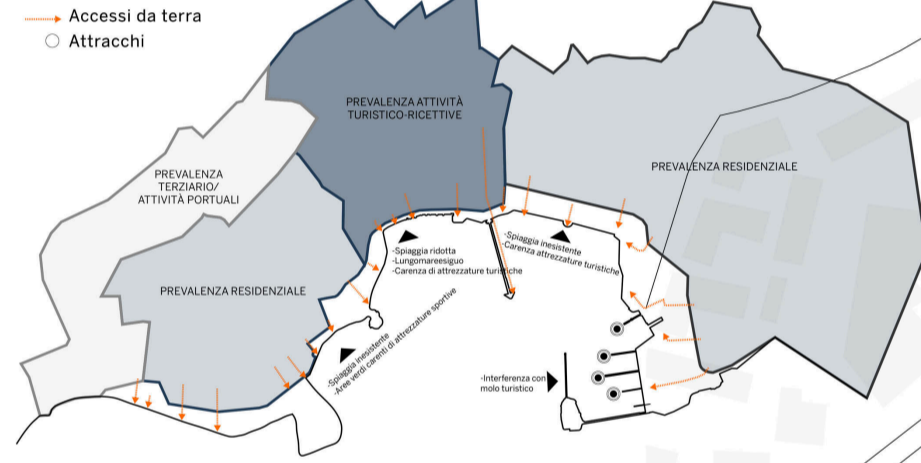 Accessi da terra
Attracchi
PREVALENZA ATTIVITÀ
TURISTICO-RICETTIVE
PREVALENZA RESIDENZIALE
PREVALENZA
TERZIARIO/
ATTIVITÀ PORTUALI
PREVALENZA RESIDENZIALE
-Spiaggia ridotta
-Lungomareesiguo
-Carenza di attrezzature turistiche
-Spiaggia inesistente
-Carenza attrezzature turistiche
-Spiaggia inesistente
-Aree verdi carenti di attrezzature sportive
-Interferenza con
molo turistico